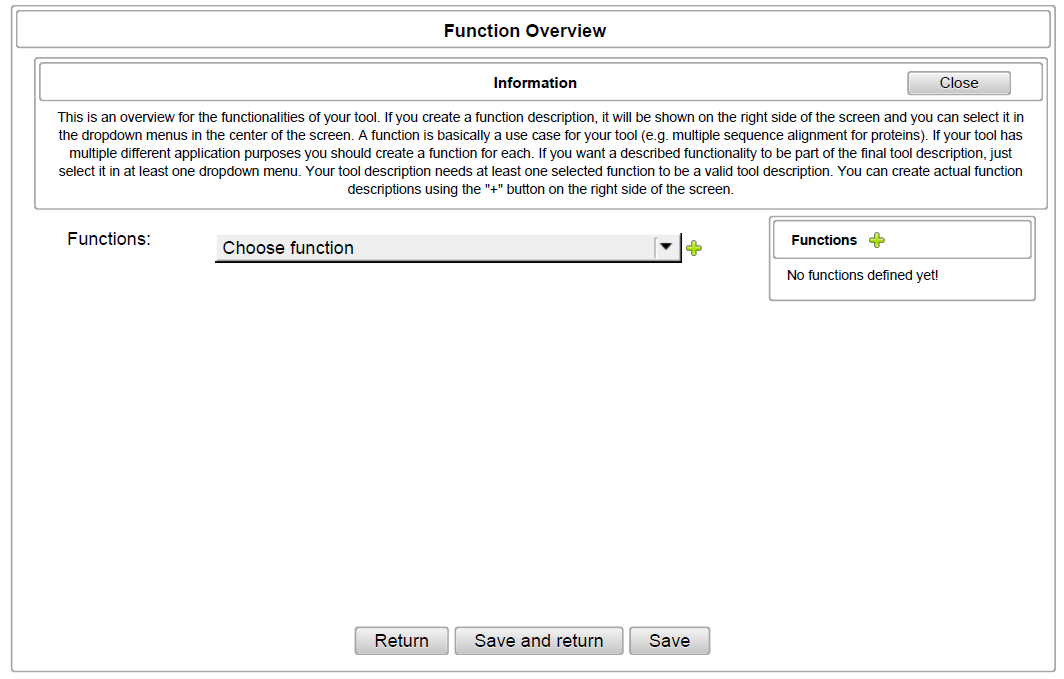 Function Overview
Information
Close
This is an overview for the functionalities of your tool. If you create a function description, it will be shown on the right side of the screen and you can select it in
the dropdown menus in the center of the screen. A function is basically a use case for your tool (e.g. multiple sequence alignment for proteins). If your tool has
multiple different application purposes you should create a function for each. If you want a described functionality to be part of the final tool description, just
select it in at least one dropdown menu. Your tool description needs at least one selected function to be a valid tool description. You can create actual function
descriptions using the "+" button on the right side of the screen.
Functions:
Choose function
Functions
No functions defined yet!
Return
Save and return
Save